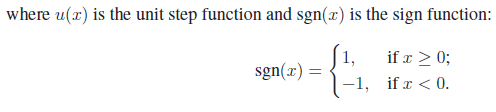 where u(x) is the unit step function and sgn(x) is the sign function:
sgn(x) = { 1, if x ≥ 0;
−1, if x < 0.